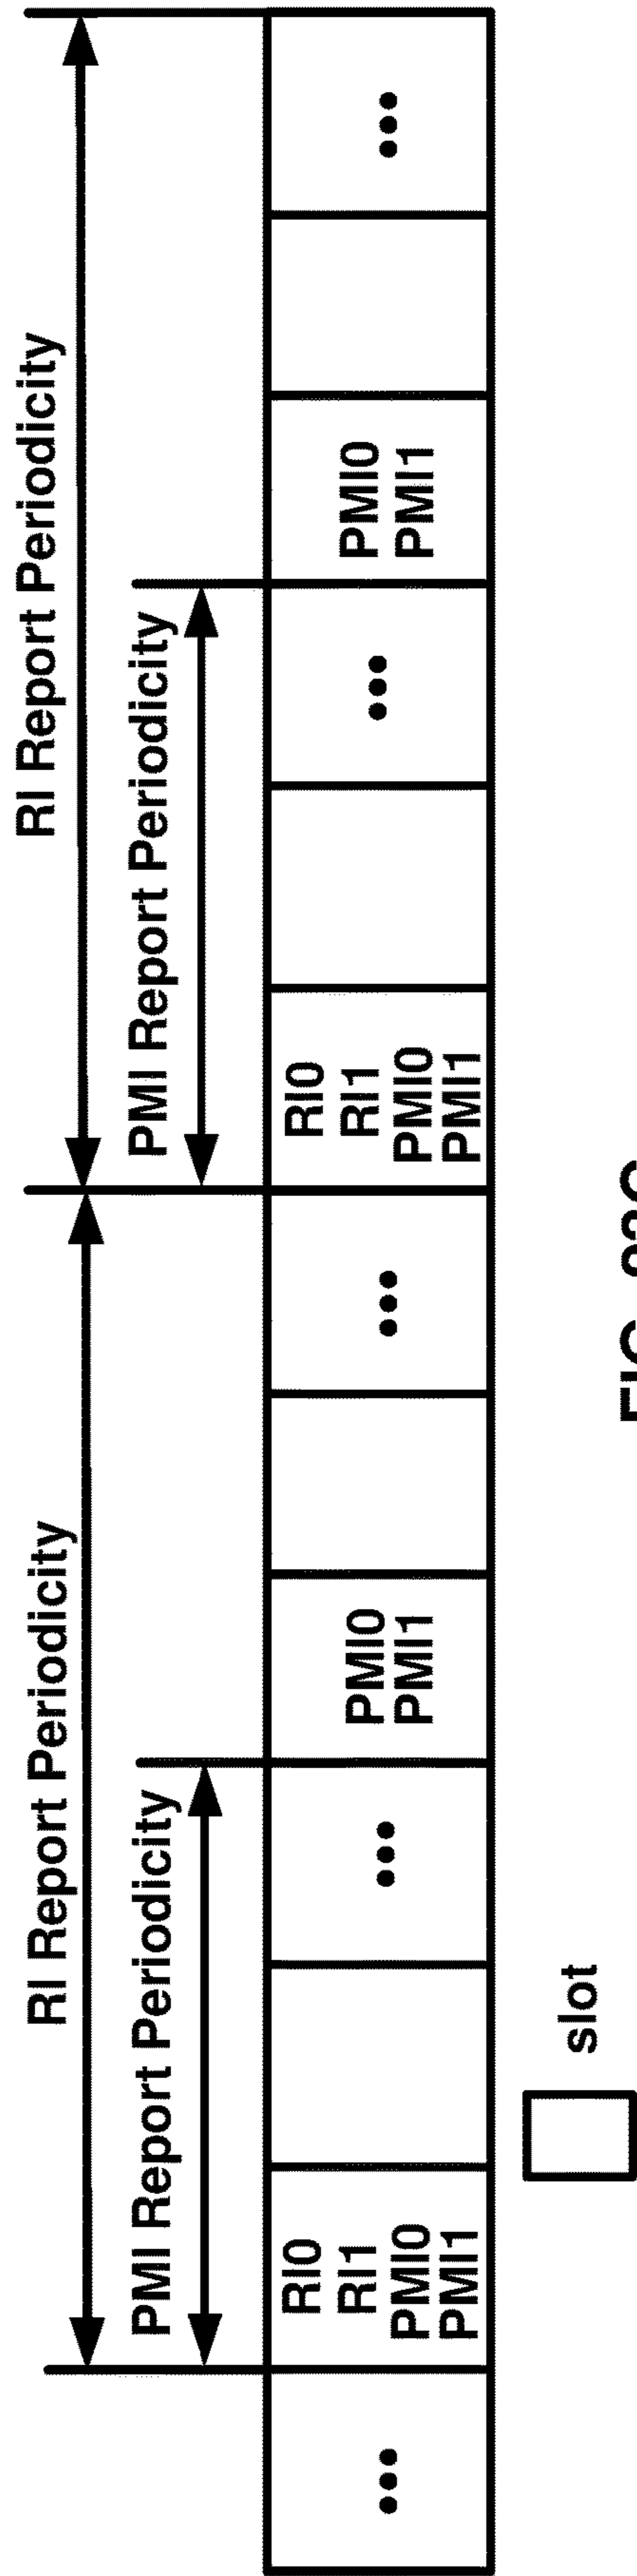 RI Report Periodicity
RI Report Periodicity
PMI Report Periodicity
PMI Report Periodicity
...
RI0
RI1
PMI0
PMI1
...
PMI0
PMI1
...
RI0
RI1
PMI0
PMI1
...
PMI0
PMI1
...
slot
FIG.